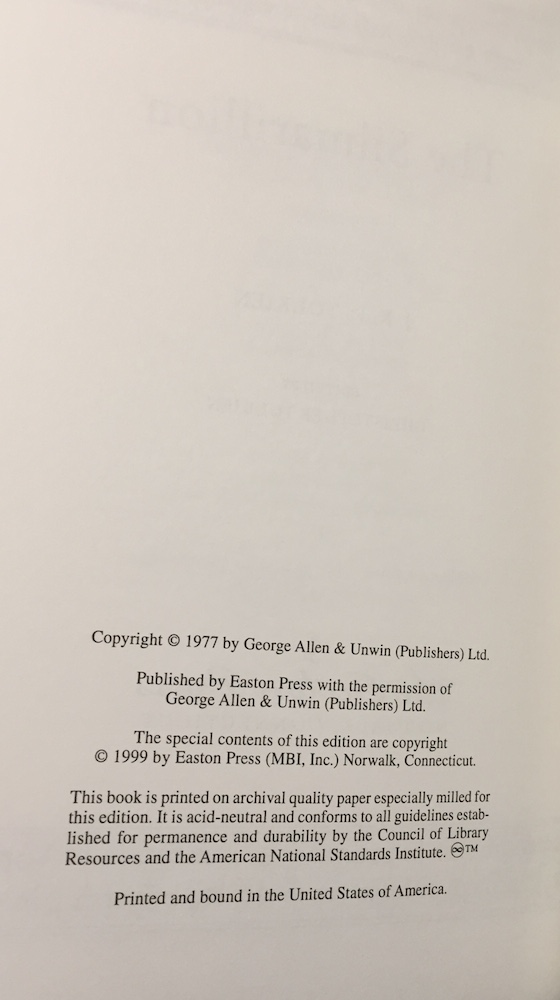 Copyright © 1977 by George Allen & Unwin (Publishers) Ltd.
Published by Easton Press with the permission of
George Allen & Unwin (Publishers) Ltd.
The special contents of this edition are copyright
© 1999 by Easton Press (MBI, Inc.) Norwalk, Connecticut.
This book is printed on archival quality paper especially milled for
this edition. It is acid-neutral and conforms to all guidelines estab-
lished for permanence and durability by the Council of Library
Resources and the American National Standards Institute. ♾™
Printed and bound in the United States of America.